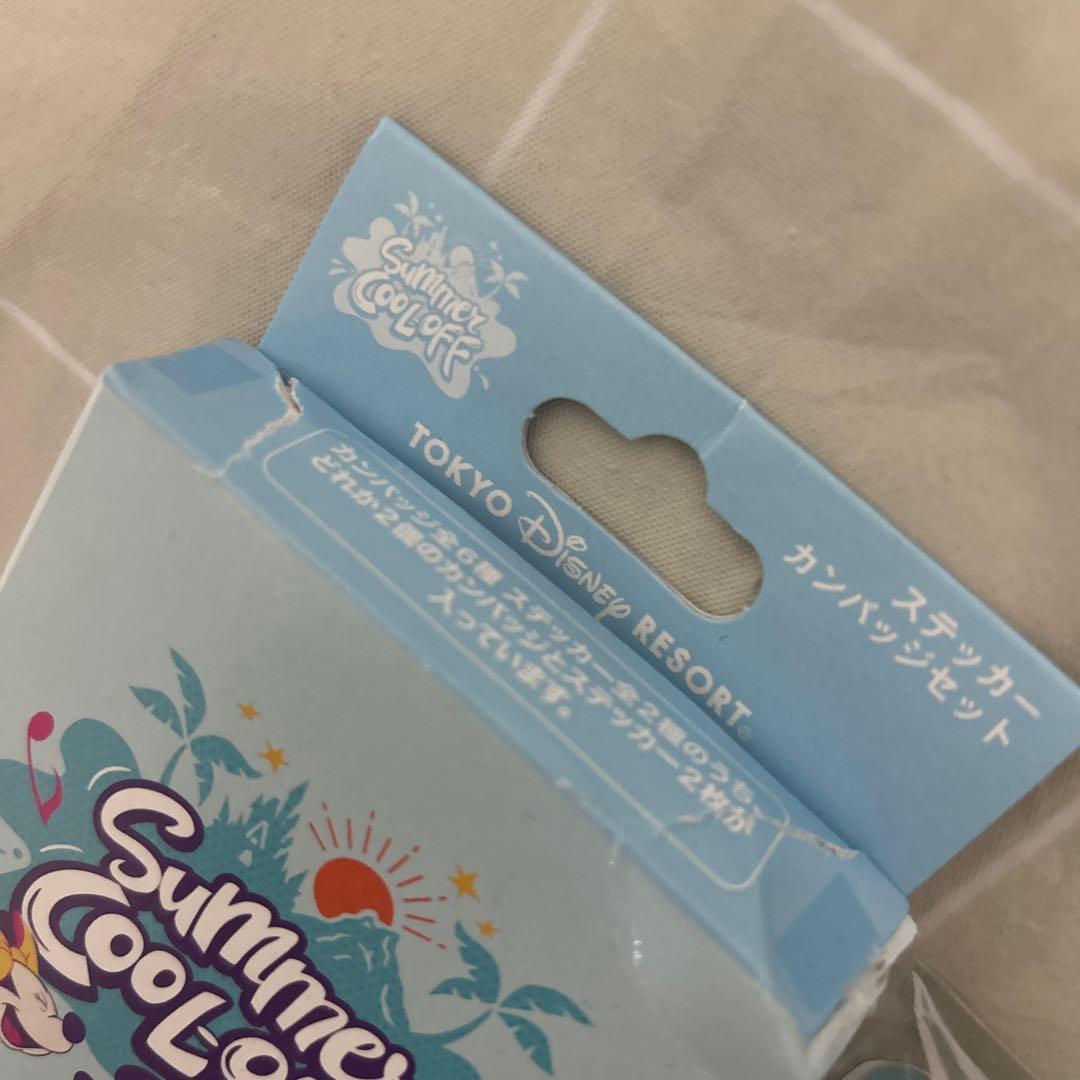 Summer
COOL-OFF
TOKYO Disney RESORT®
ステッカー
カンバッジセット
カンバッジ全6種 ステッカー全2種のうち、
どれか2個のカンバッジとステッカー2枚が
入っています。
Summer
COOL-O